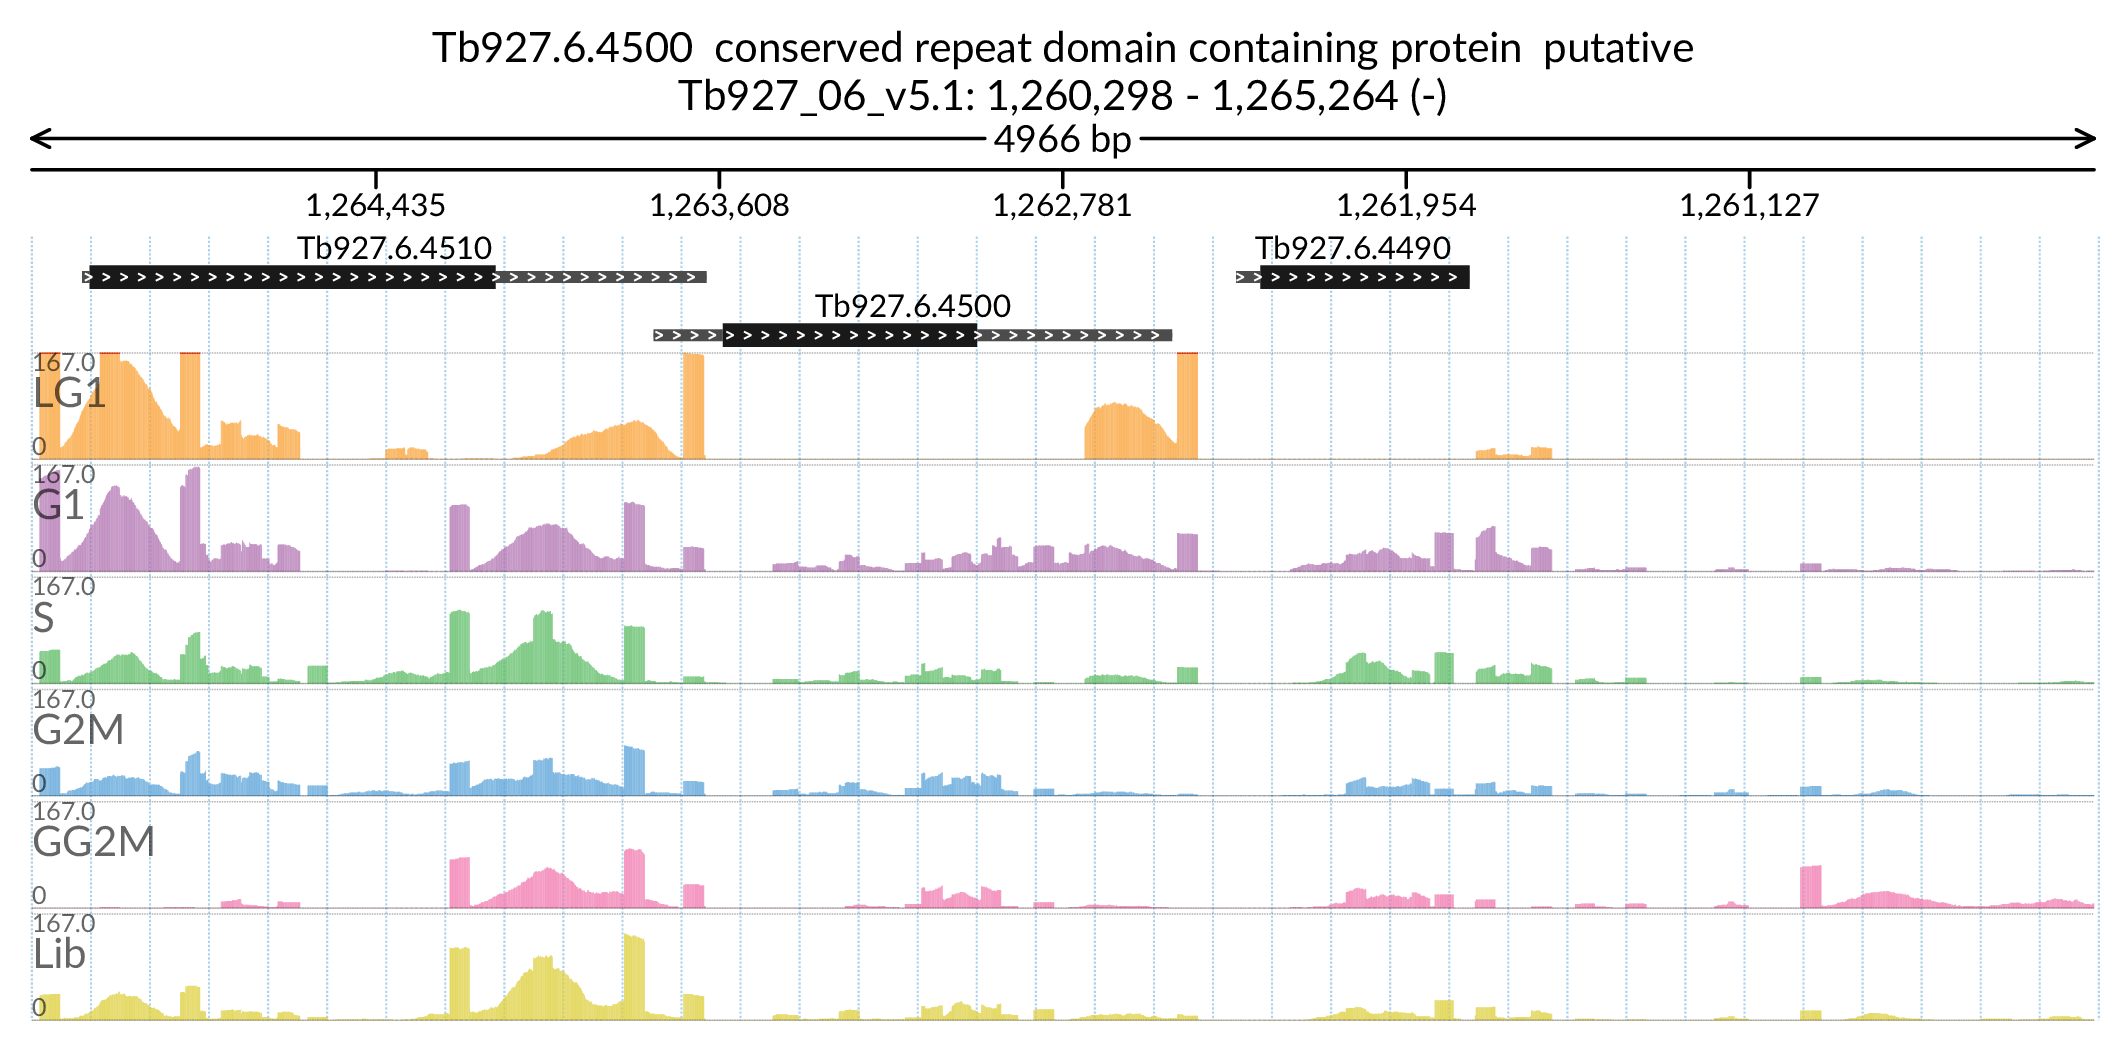 Tb927.6.4500  conserved repeat domain containing protein  putative
Tb927_06_v5.1: 1,260,298 - 1,265,264 (-)
4966 bp
1,264,435 1,263,608 1,262,781 1,261,954 1,261,127
Tb927.6.4510 Tb927.6.4490
Tb927.6.4500
167.0
LG1
0
167.0
G1
0
167.0
S
0
167.0
G2M
0
167.0
GG2M
0
167.0
Lib
0